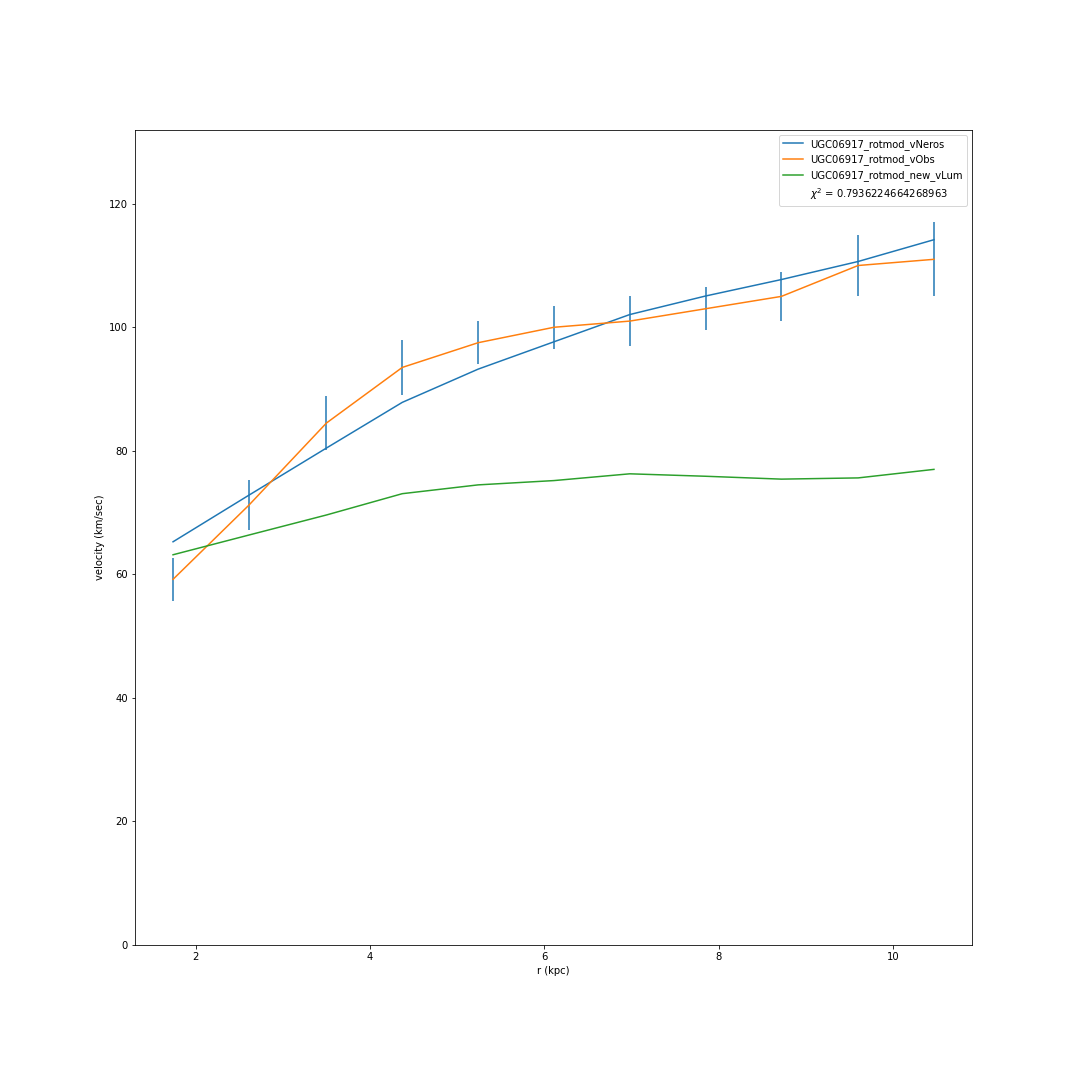 UGC06917_rotmod_vNeros
UGC06917_rotmod_vObs
UGC06917_rotmod_new_vLum
χ² = 0.7936224664268963
120
100
80
60
40
20
0
velocity (km/sec)
2 4 6 8 10
r (kpc)